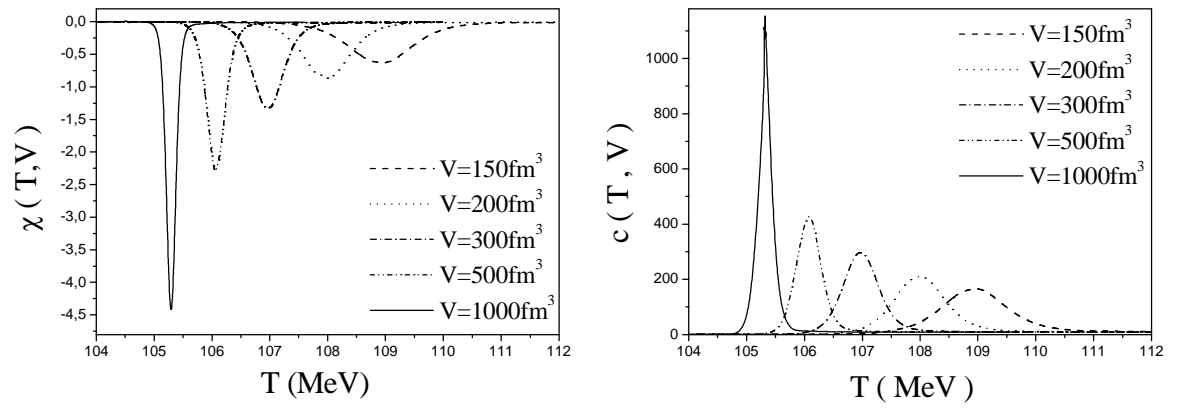 0,0
-0,5
-1,0
-1,5
-2,0
-2,5
-3,0
-3,5
-4,0
-4,5
χ ( T,V )
V=150fm³
V=200fm³
V=300fm³
V=500fm³
V=1000fm³
104 105 106 107 108 109 110 111 112
T (MeV)
1000
800
600
400
200
0
c ( T , V )
V=150fm³
V=200fm³
V=300fm³
V=500fm³
V=1000fm³
104 105 106 107 108 109 110 111 112
T ( MeV )